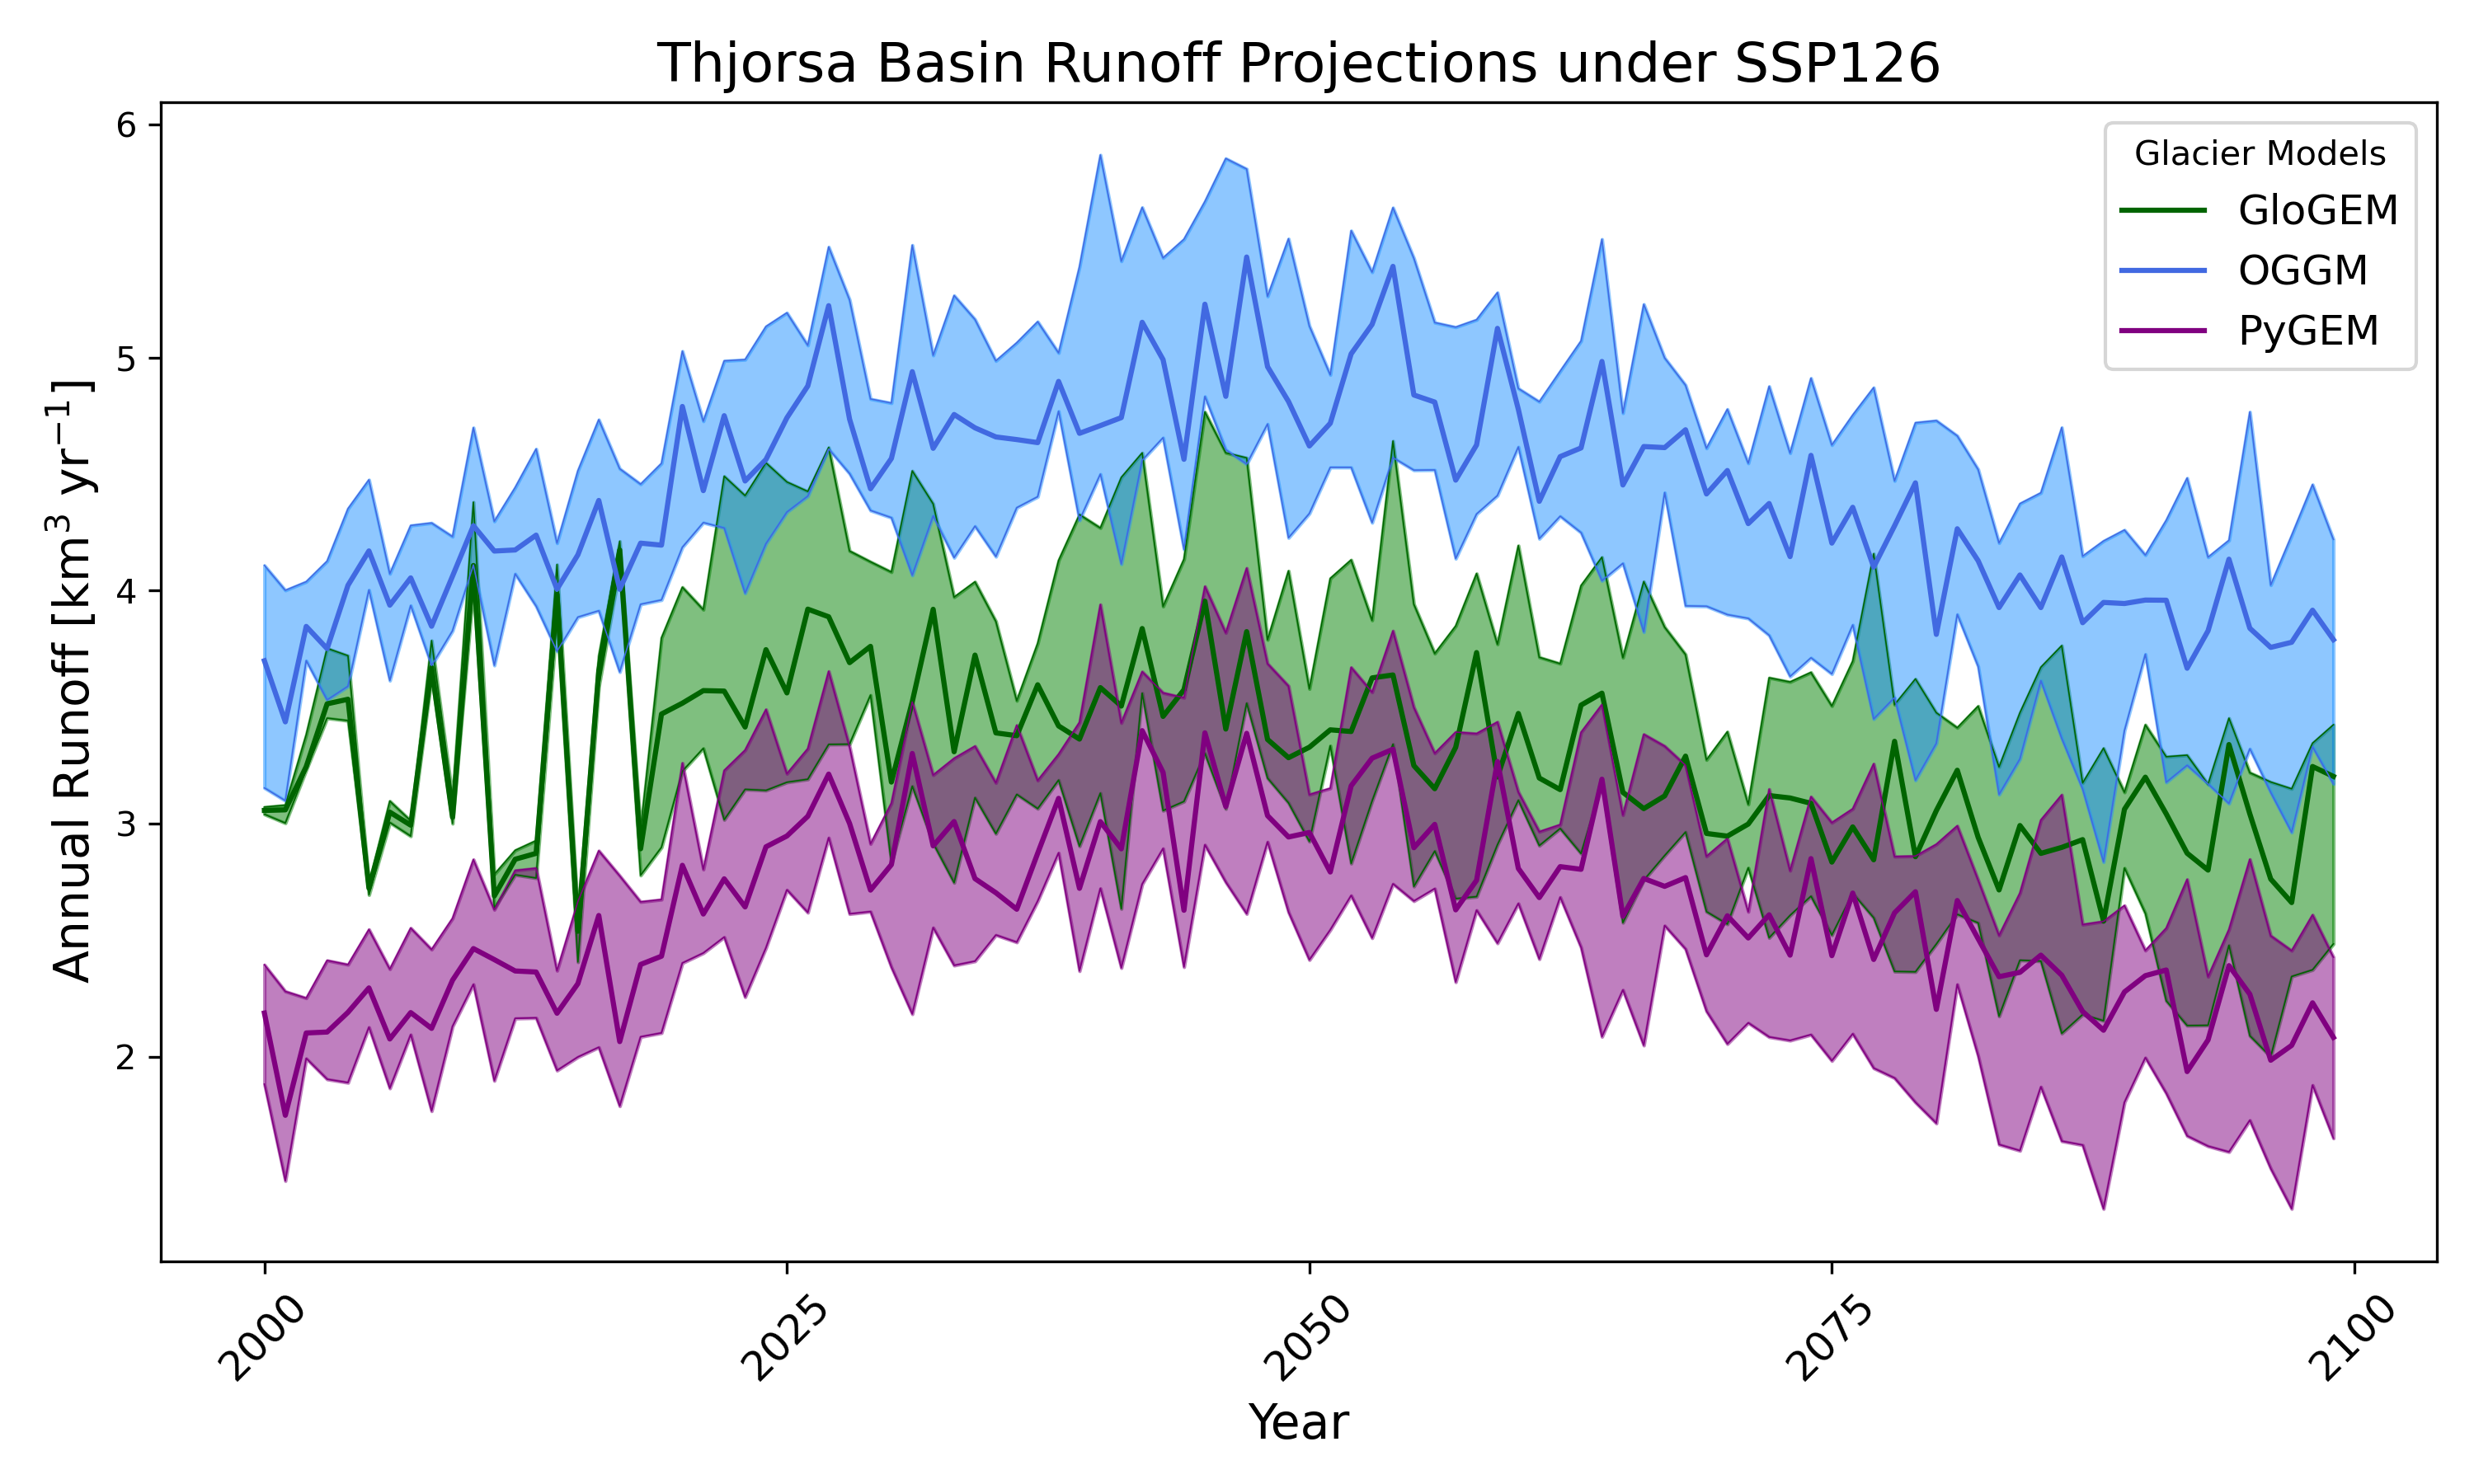 Thjorsa Basin Runoff Projections under SSP126
Annual Runoff [km³ yr⁻¹]
6
5
4
3
2
Glacier Models
GloGEM
OGGM
PyGEM
2000
2025
2050
2075
2100
Year